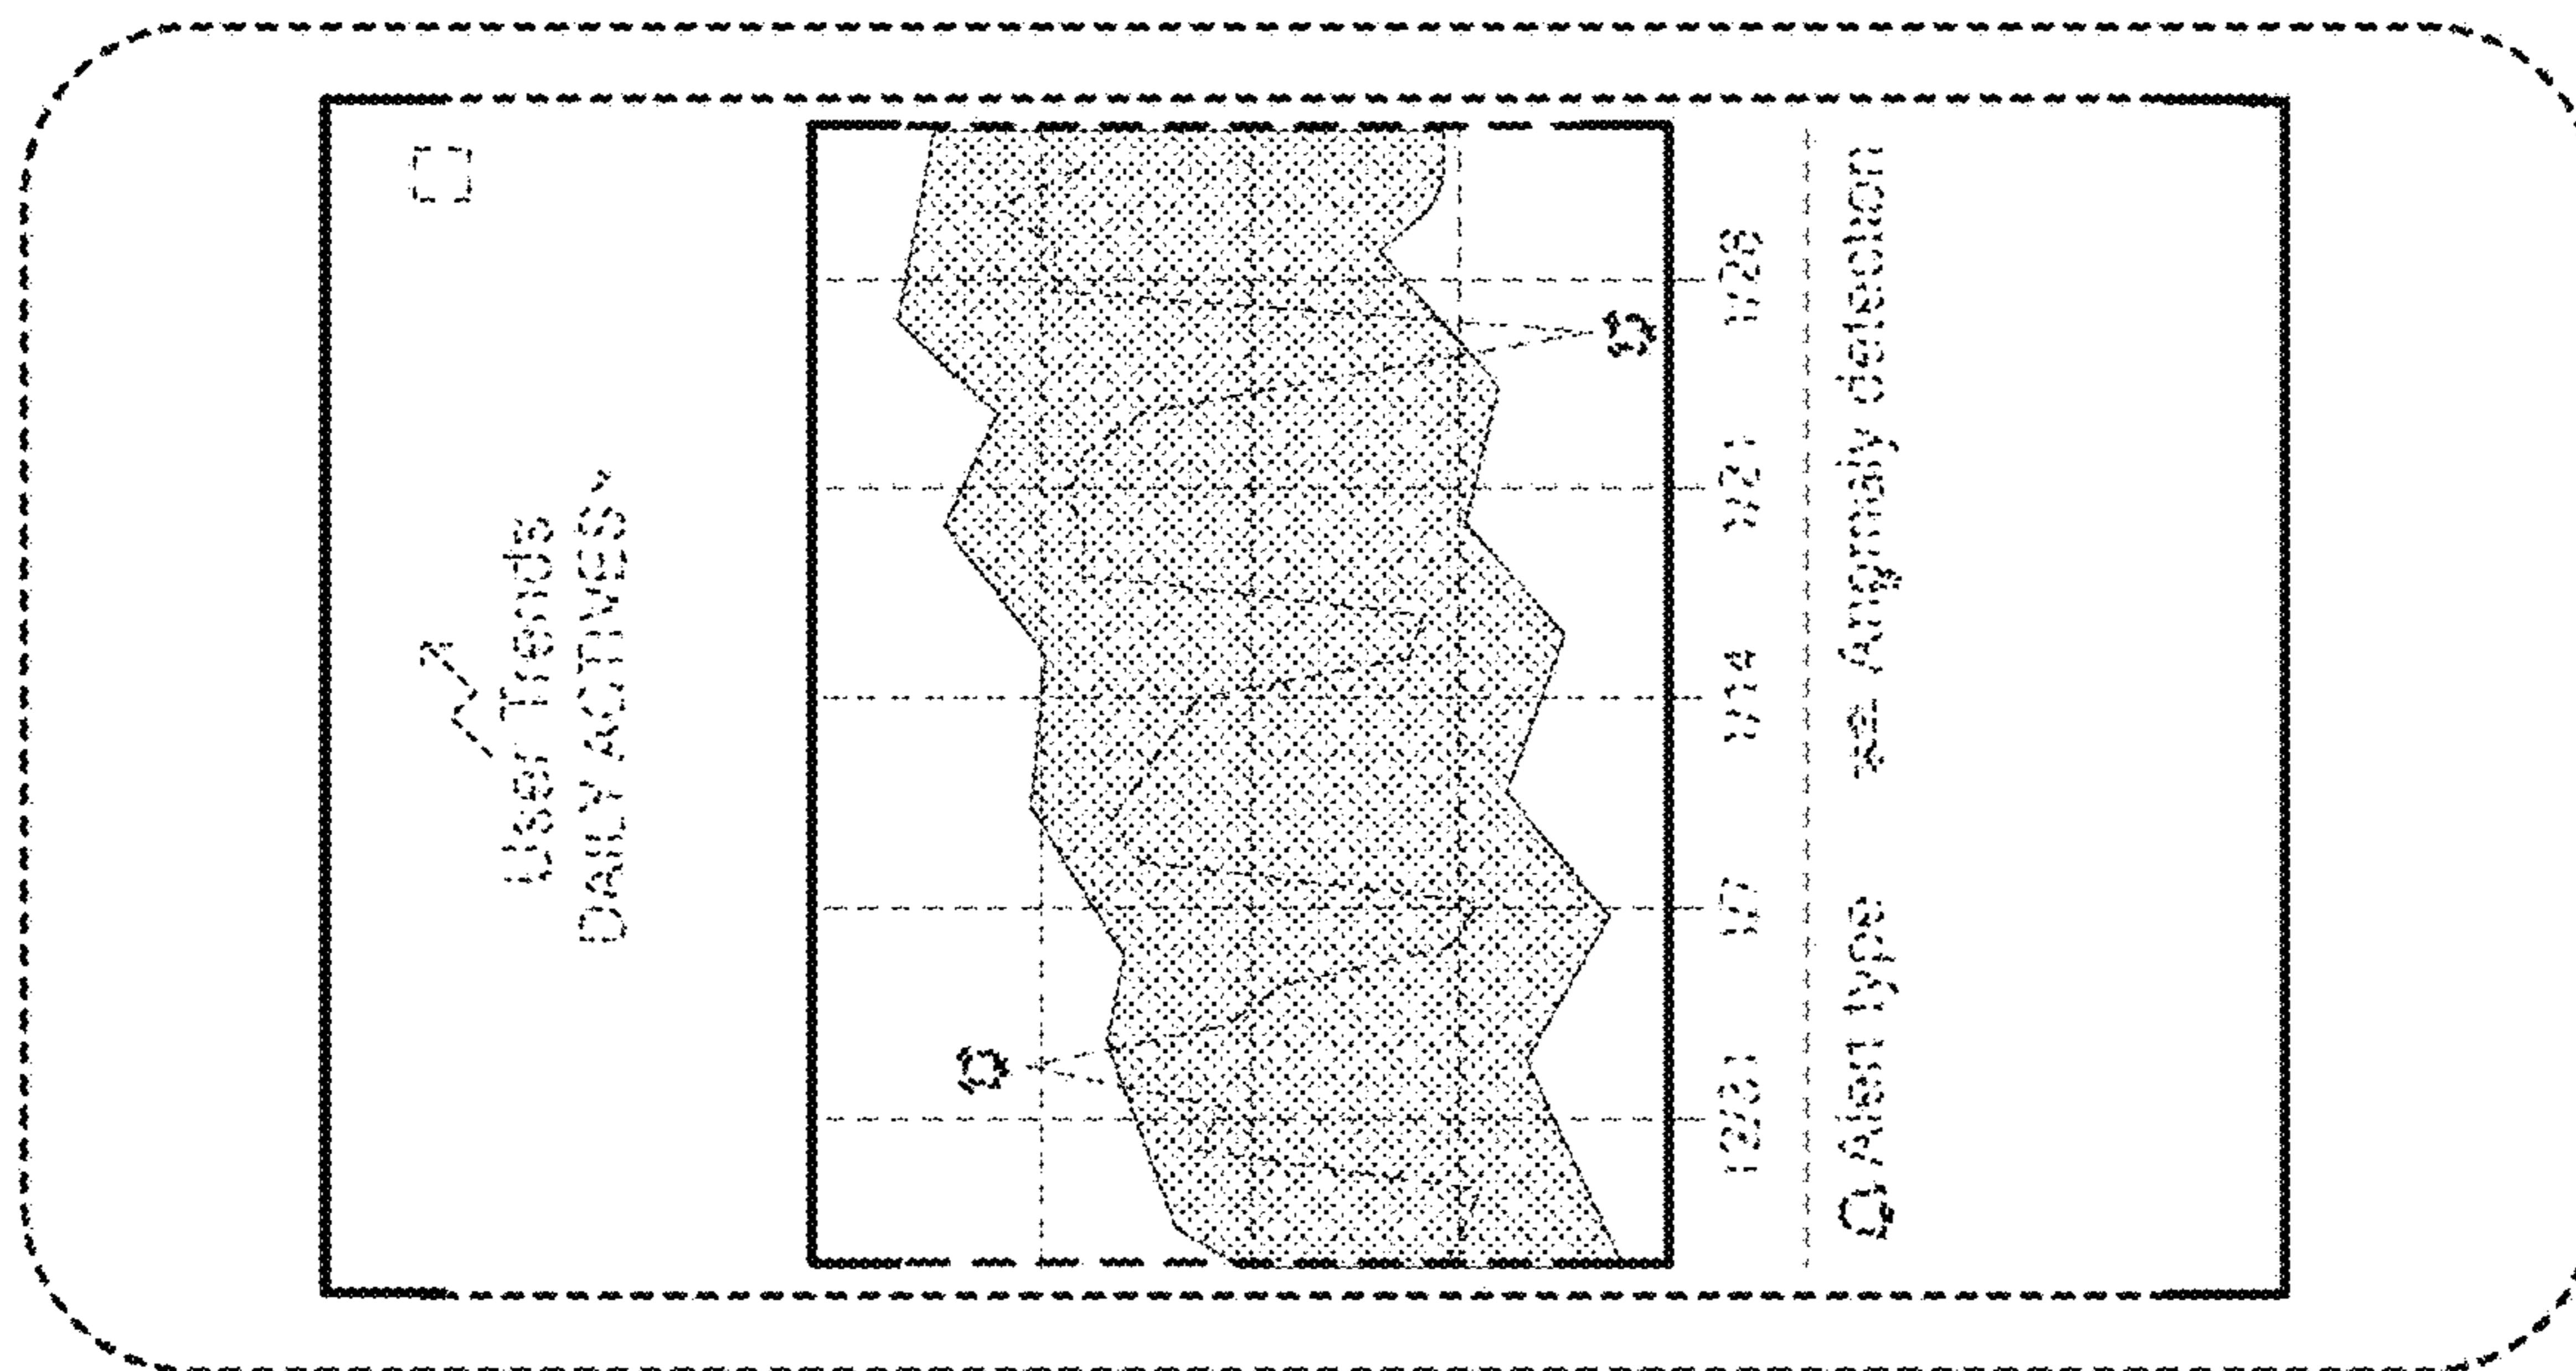 User Trends
DAILY ACTIVES
12/31 1/7 1/14 1/21 1/28
Alert type Anomaly detection